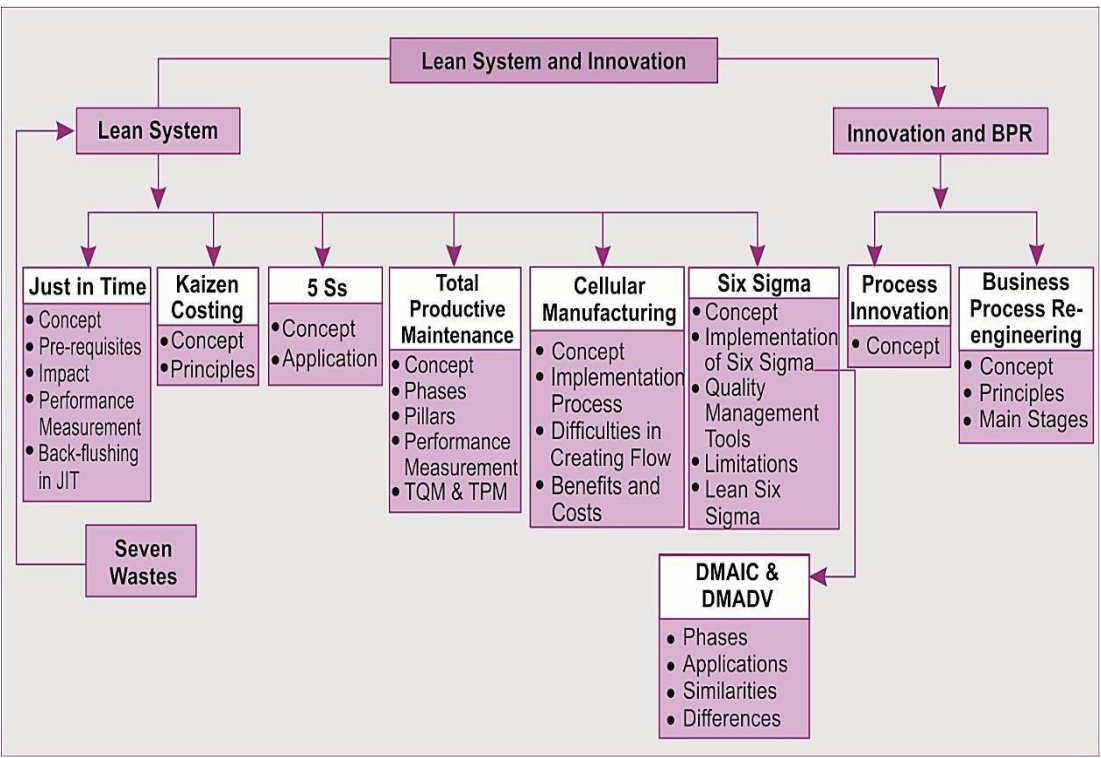 Lean System and Innovation
Lean System
Innovation and BPR
Just in Time
• Concept
• Pre-requisites
• Impact
• Performance
Measurement
• Back-flushing
in JIT
Kaizen
Costing
• Concept
• Principles
5 Ss
• Concept
• Application
Total
Productive
Maintenance
• Concept
• Phases
• Pillars
• Performance
Measurement
• TQM & TPM
Cellular
Manufacturing
• Concept
• Implementation
Process
• Difficulties in
Creating Flow
• Benefits and
Costs
Six Sigma
• Concept
• Implementation
of Six Sigma
• Quality
Management
Tools
• Limitations
• Lean Six
Sigma
Process
Innovation
• Concept
Business
Process Re-
engineering
• Concept
• Principles
• Main Stages
Seven
Wastes
DMAIC &
DMADV
• Phases
• Applications
• Similarities
• Differences